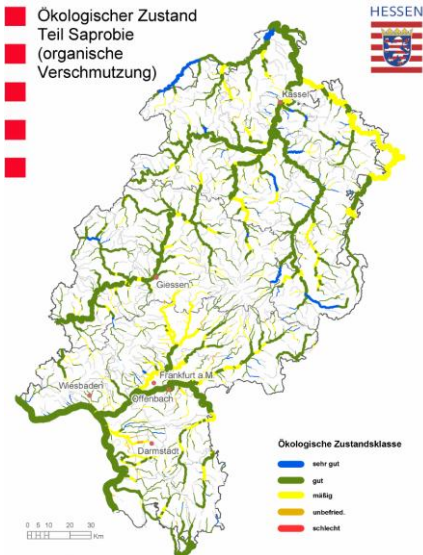 Ökologischer Zustand
Teil Saprobie
(organische
Verschmutzung)
HESSEN
Kassel
Giessen
Frankfurt a.M.
Wiesbaden
Offenbach
Darmstadt
Ökologische Zustandsklasse
sehr gut
gut
mäßig
unbefried.
schlecht
0 5 10 20 30
Km